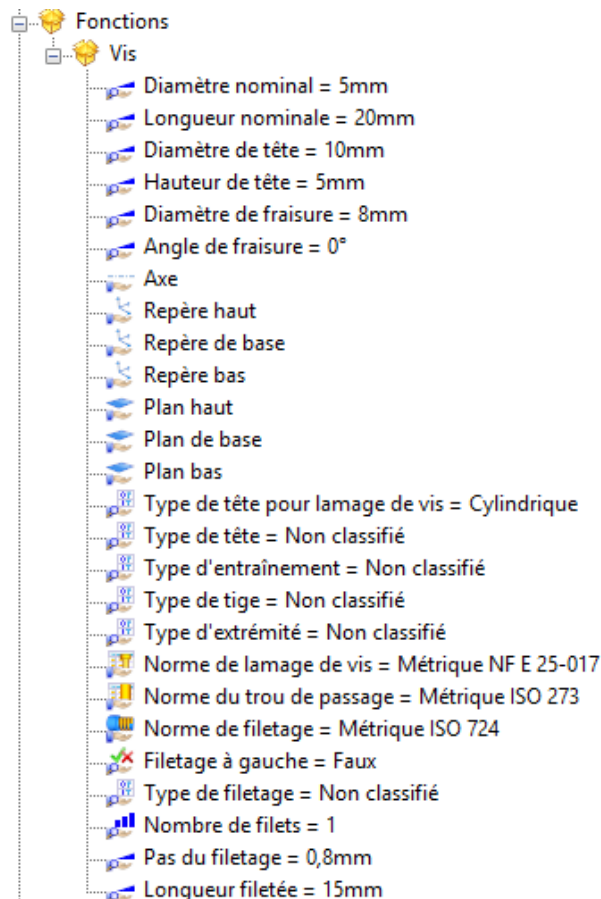 Fonctions
Vis
Diamètre nominal = 5mm
Longueur nominale = 20mm
Diamètre de tête = 10mm
Hauteur de tête = 5mm
Diamètre de fraisure = 8mm
Angle de fraisure = 0°
Axe
Repère haut
Repère de base
Repère bas
Plan haut
Plan de base
Plan bas
Type de tête pour lamage de vis = Cylindrique
Type de tête = Non classifié
Type d'entraînement = Non classifié
Type de tige = Non classifié
Type d'extrémité = Non classifié
Norme de lamage de vis = Métrique NF E 25-017
Norme du trou de passage = Métrique ISO 273
Norme de filetage = Métrique ISO 724
Filetage à gauche = Faux
Type de filetage = Non classifié
Nombre de filets = 1
Pas du filetage = 0,8mm
Longueur filetée = 15mm